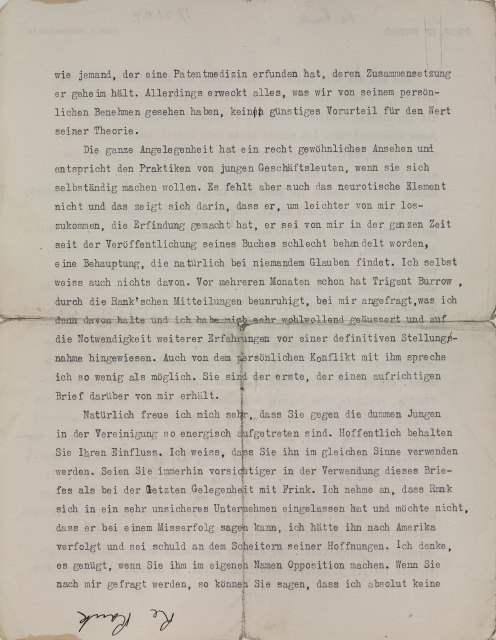 wie jemand, der eine Patentmedizin erfunden hat, deren Zusammensetzung
er geheim hält. Allerdings erweckt alles, was wir von seinem persön-
lichen Benehmen gesehen haben, kein günstiges Vorurteil für den Wert
seiner Theorie.
Die ganze Angelegenheit hat ein recht gewöhnliches Ansehen und
entspricht den Praktiken von jungen Geschäftsleuten, wenn sie sich
selbständig machen wollen. Es fehlt aber auch das neurotische Element
nicht und das zeigt sich darin, dass er, um leichter von mir los-
zukommen, die Erfindung gemacht hat, er sei von mir in der ganzen Zeit
seit der Veröffentlichung seines Buches schlecht behandelt worden,
eine Behauptung, die natürlich bei niemandem Glauben findet. Ich selbst
weiss auch nichts davon. Vor mehreren Monaten schon hat Trigent Burrow ,
durch die Rank'schen Mitteilungen beunruhigt, bei mir angefragt,was ich
denn davon halte und ich habe mich sehr wohlwollend geäussert und auf
die Notwendigkeit weiterer Erfahrungen vor einer definitiven Stellung-
nahme hingewiesen. Auch von dem persönlichen Konflikt mit ihm spreche
ich so wenig als möglich. Sie sind der erste, der einen aufrichtigen
Brief darüber von mir erhält.
Natürlich freue ich mich sehr, dass Sie gegen die dummen Jungen
in der Vereinigung so energisch aufgetreten sind. Hoffentlich behalten
Sie Ihren Einfluss. Ich weiss, dass Sie ihn im gleichen Sinne verwenden
werden. Seien Sie immerhin vorsichtiger in der Verwendung dieses Brie-
fes als bei der letzten Gelegenheit mit Frink. Ich nehme an, dass Rank
sich in ein sehr unsicheres Unternehmen eingelassen hat und möchte nicht,
dass er bei einem Misserfolg sagen kann, ich hätte ihn nach Amerika
verfolgt und sei schuld an dem Scheitern seiner Hoffnungen. Ich denke,
es genügt, wenn Sie ihm im eigenen Namen Opposition machen. Wenn Sie
nach mir gefragt werden, so können Sie sagen, dass ich absolut keine
Re Rank